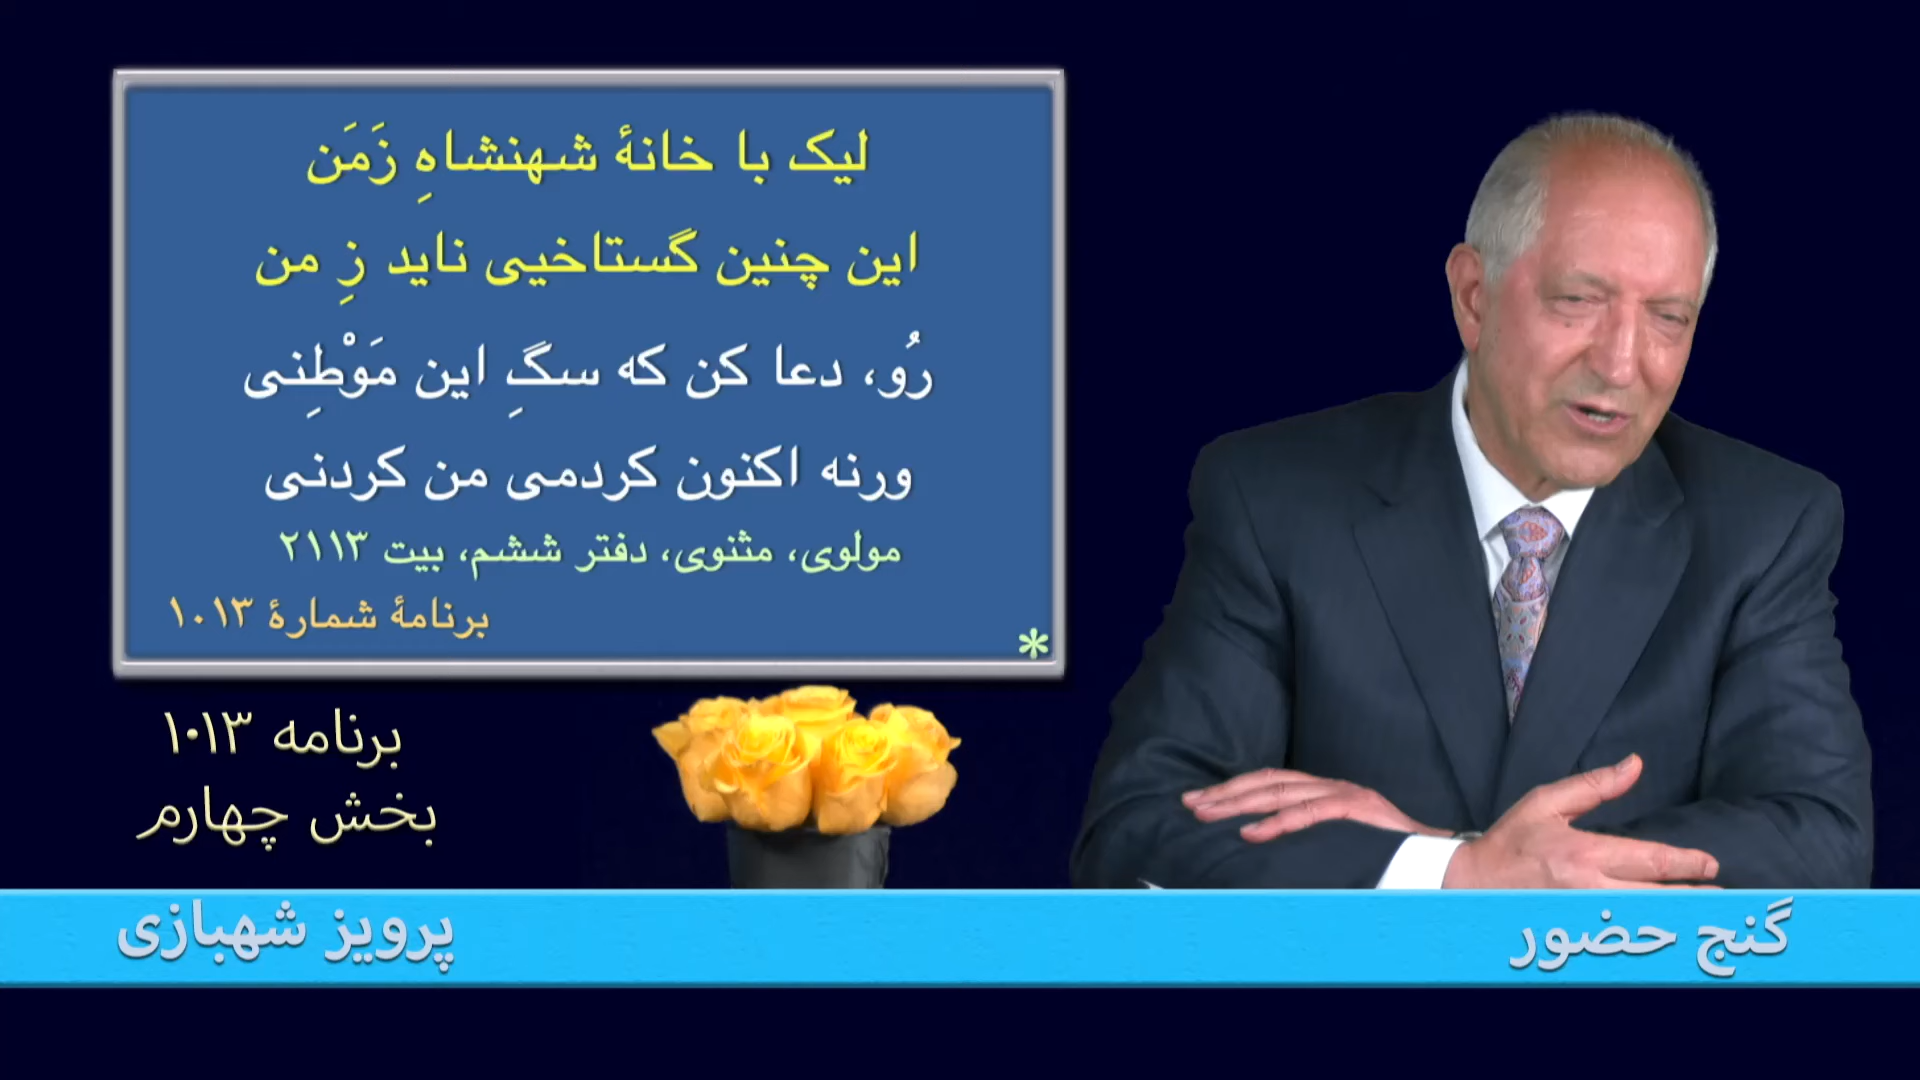 لیک با خانهٔ شهنشاهِ زَمَن
این چنین گستاخیی ناید زِ من
رُو، دعا کن که سگِ این مَوْطِنی
ورنه اکنون کردمی من کردنی
مولوی، مثنوی، دفتر ششم، بیت ۲۱۱۳
برنامهٔ شمارهٔ ۱۰۱۳
*
برنامه ۱۰۱۳
بخش چهارم
گنج حضور
پرویز شهبازی